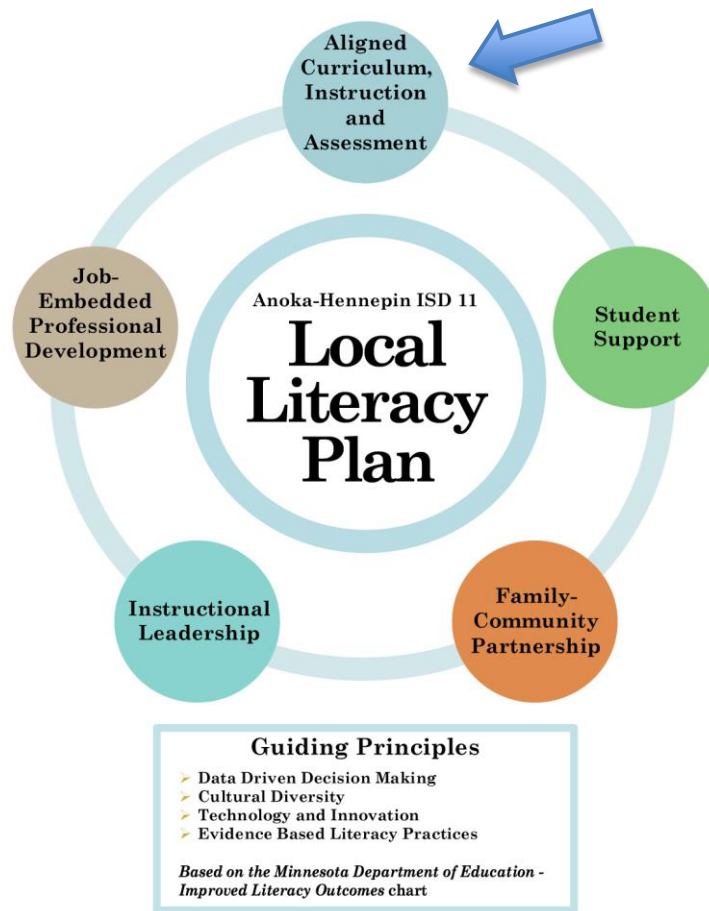 Aligned
Curriculum,
Instruction
and
Assessment
Job-
Embedded
Professional
Development
Anoka-Hennepin ISD 11
Local
Literacy
Plan
Student
Support
Instructional
Leadership
Family-
Community
Partnership
Guiding Principles
Data Driven Decision Making
Cultural Diversity
Technology and Innovation
Evidence Based Literacy Practices
Based on the Minnesota Department of Education -
Improved Literacy Outcomes chart